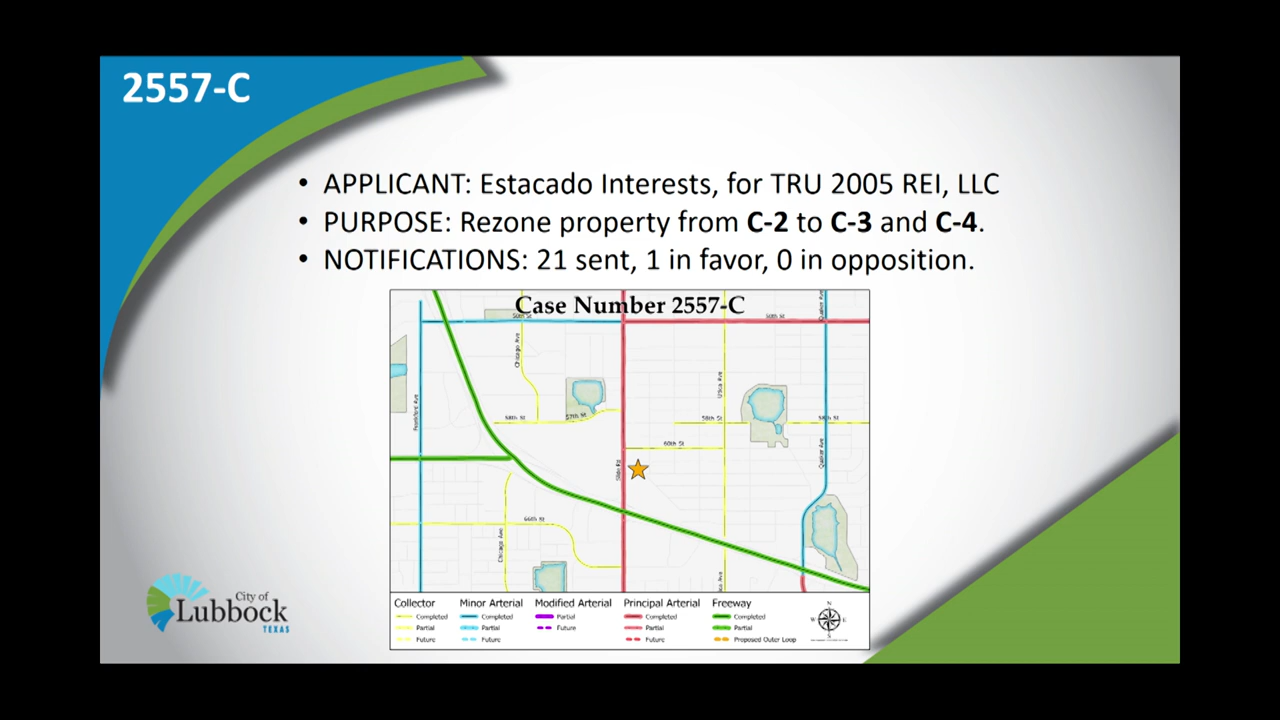 2557-C
• APPLICANT: Estacado Interests, for TRU 2005 REI, LLC
• PURPOSE: Rezone property from C-2 to C-3 and C-4.
• NOTIFICATIONS: 21 sent, 1 in favor, 0 in opposition.
Case Number 2557-C
50th St
50th St
Quaker Ave
Chicago Ave
Utica Ave
Frankford Ave
58th St
57th St
58th St
58th St
60th St
Slide Rd
Quaker Ave
66th St
Chicago Ave
Collector
Completed
Partial
Future
Minor Arterial
Completed
Partial
Future
Modified Arterial
Partial
Future
Principal Arterial
Completed
Partial
Future
Freeway
Completed
Partial
Proposed Outer Loop
N
W E
S
City of
Lubbock
TEXAS